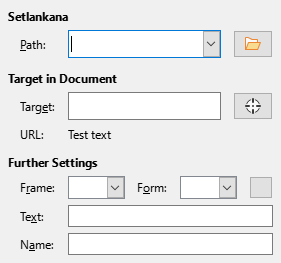 Setlankana
Path:
Target in Document
Target:
URL: Test text
Further Settings
Frame: Form:
Text:
Name: